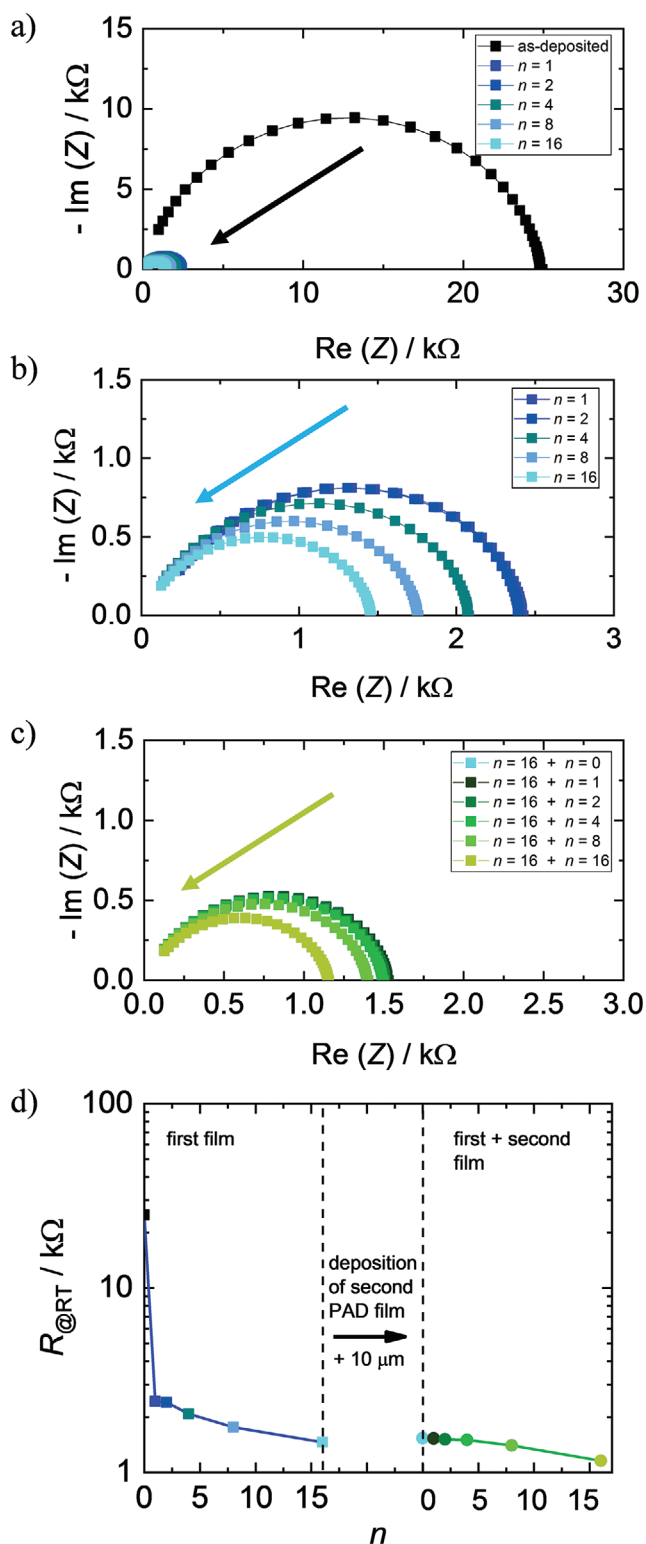 a)
15
10
5
0
- Im (Z) / kΩ
as-deposited
n = 1
n = 2
n = 4
n = 8
n = 16
0 10 20 30
Re (Z) / kΩ
b)
1.5
1.0
0.5
0.0
- Im (Z) / kΩ
n = 1
n = 2
n = 4
n = 8
n = 16
1 2 3
Re (Z) / kΩ
c)
1.5
1.0
0.5
0.0
- Im (Z) / kΩ
n = 16 + n = 0
n = 16 + n = 1
n = 16 + n = 2
n = 16 + n = 4
n = 16 + n = 8
n = 16 + n = 16
0.0 0.5 1.0 1.5 2.0 2.5 3.0
Re (Z) / kΩ
d)
100
10
1
R@RT / kΩ
first film
deposition
of second
PAD film
+ 10 μm
first + second
film
0 5 10 15 0 5 10 15
n